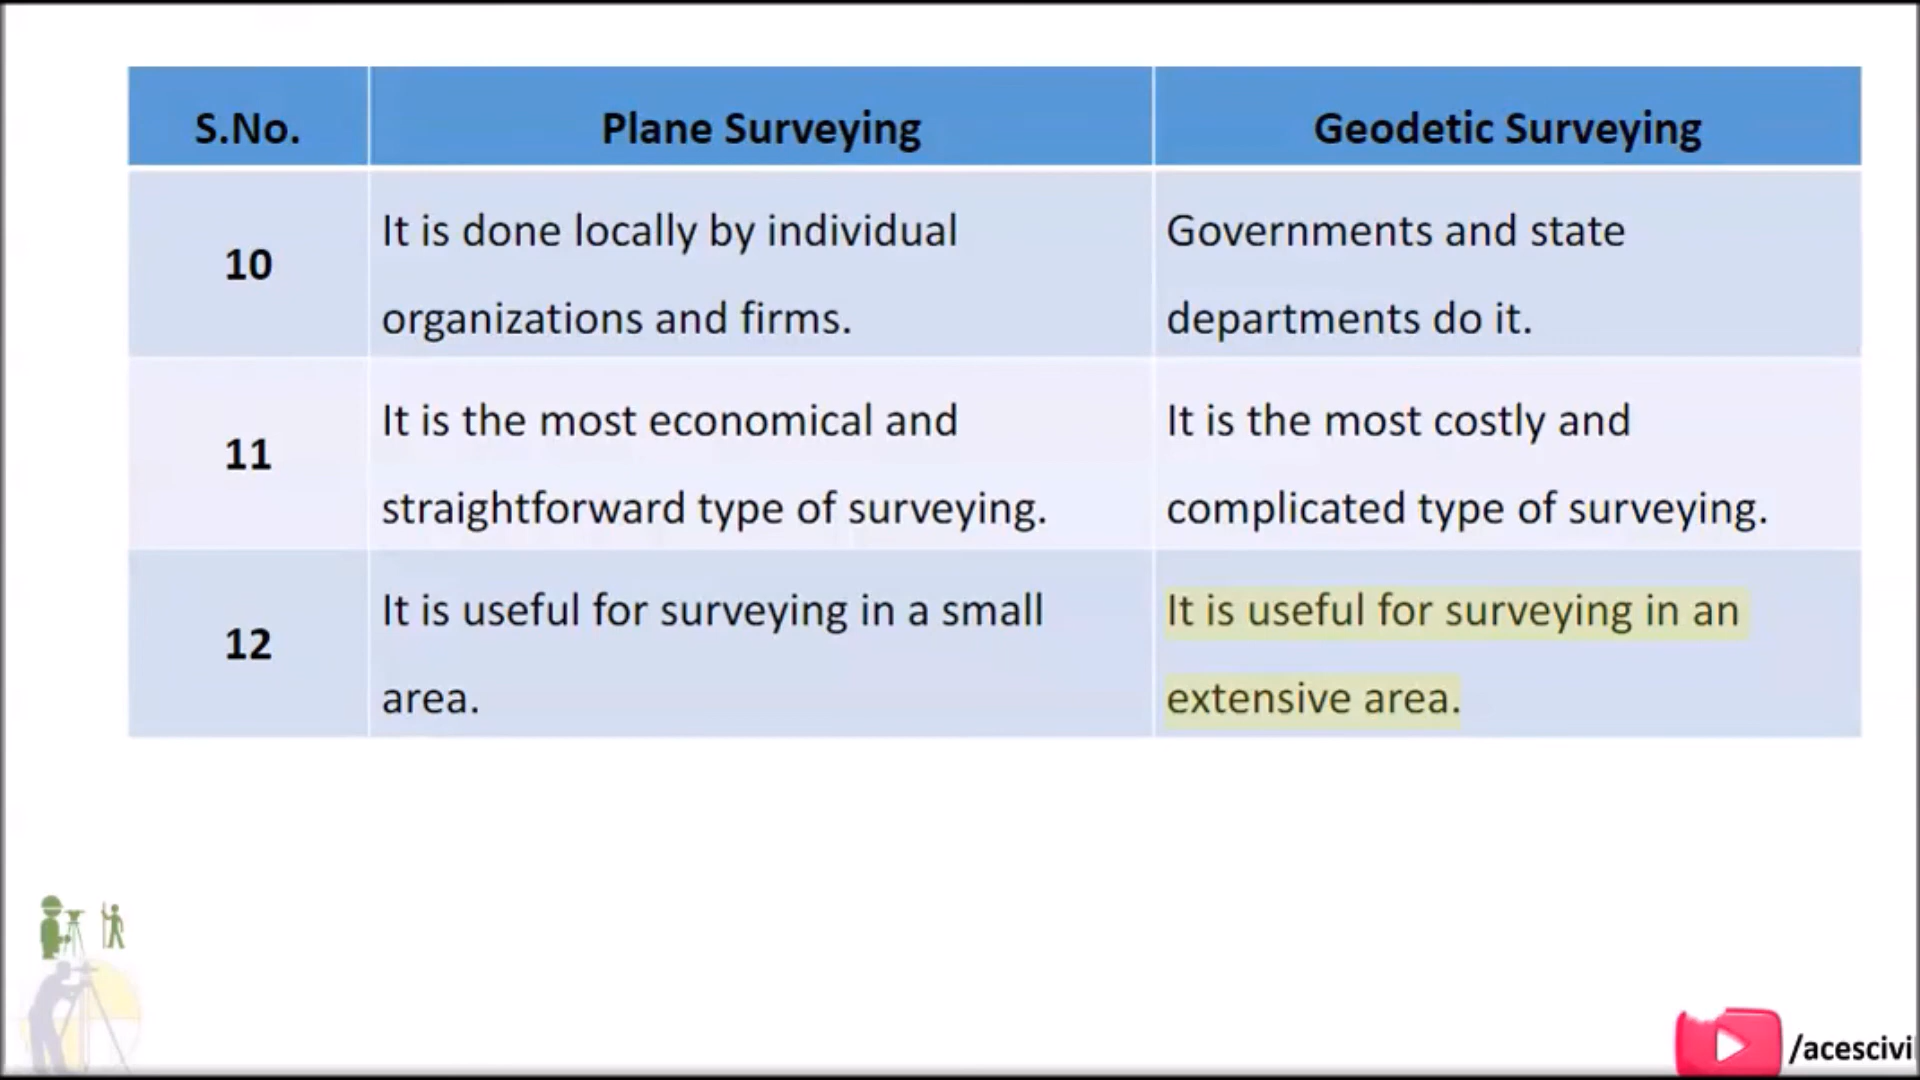 S.No.
Plane Surveying
Geodetic Surveying
10
It is done locally by individual
organizations and firms.
Governments and state
departments do it.
11
It is the most economical and
straightforward type of surveying.
It is the most costly and
complicated type of surveying.
12
It is useful for surveying in a small
area.
It is useful for surveying in an
extensive area.
/acescivi